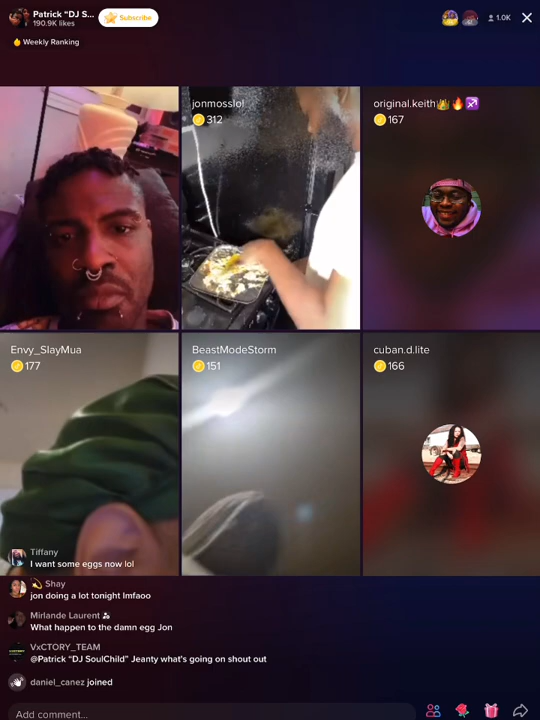 Patrick “DJ S...
190.9K likes
Subscribe
1.0K
Weekly Ranking
jonmosslol
312
original.keith
167
Envy_SlayMua
177
BeastModeStorm
151
cuban.d.lite
166
Tiffany
I want some eggs now lol
Shay
jon doing a lot tonight lmfaoo
Mirlande Laurent
What happen to the damn egg Jon
VxCTORY_TEAM
@Patrick “DJ SoulChild” Jeanty what's going on shout out
daniel_canez joined
Add comment...